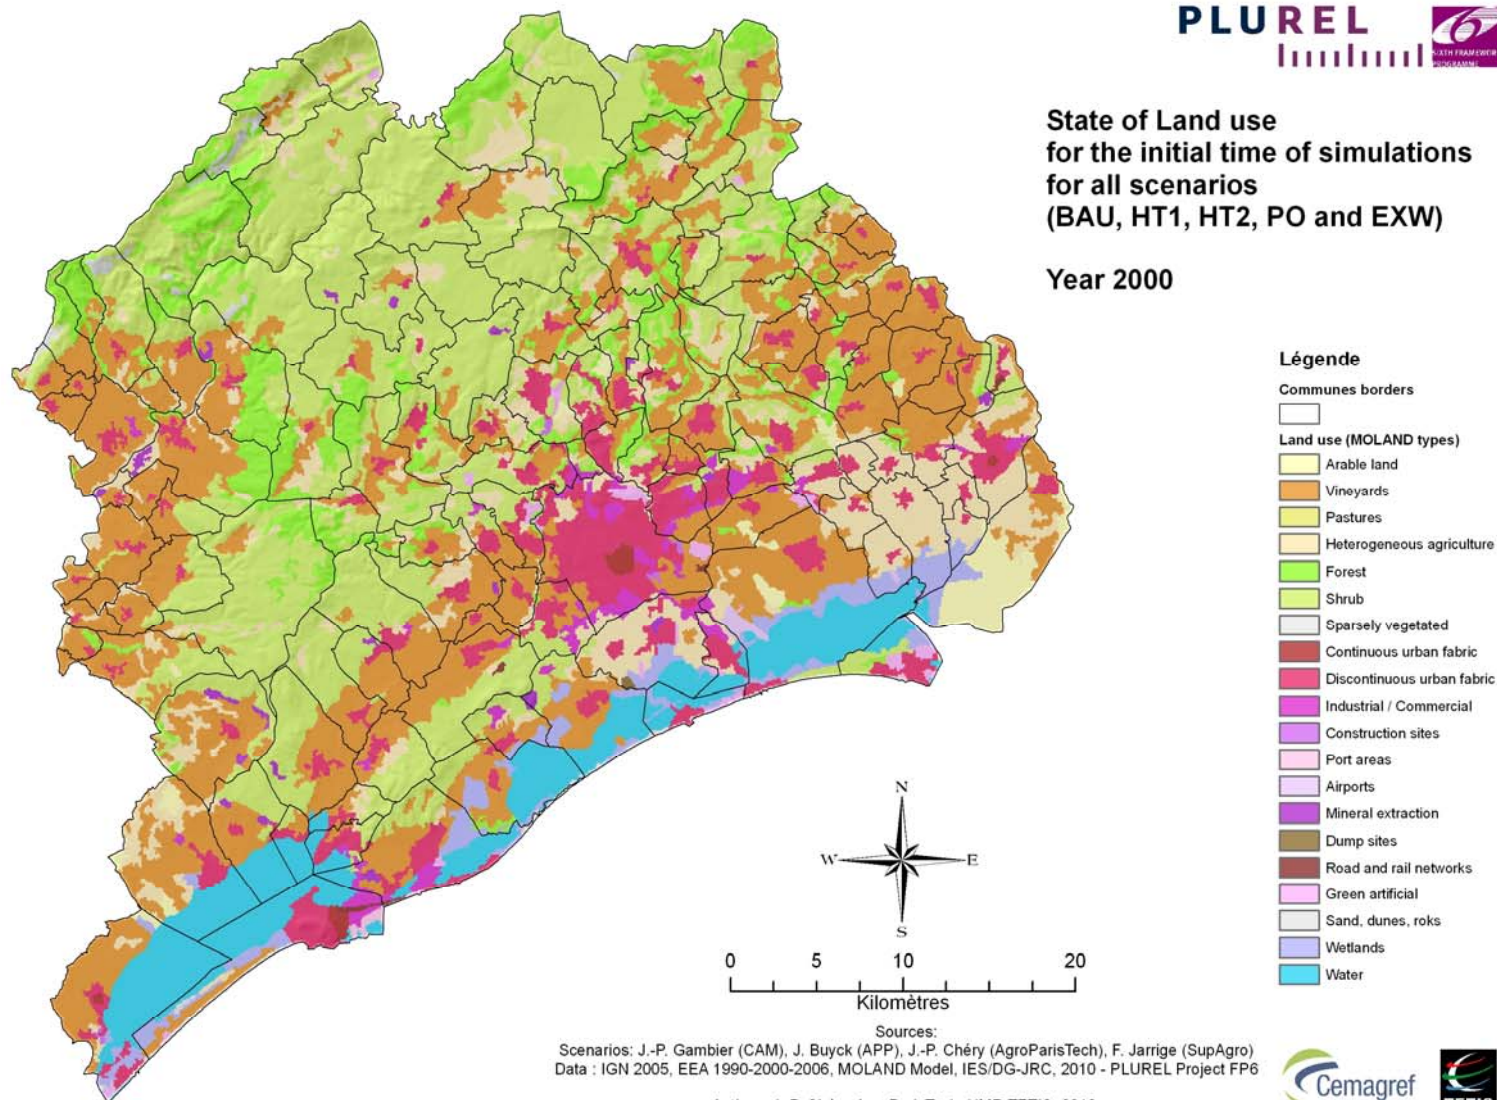 PLUREL
SIXTH FRAMEWORK
PROGRAMME
State of Land use
for the initial time of simulations
for all scenarios
(BAU, HT1, HT2, PO and EXW)
Year 2000
Légende
Communes borders
Land use (MOLAND types)
Arable land
Vineyards
Pastures
Heterogeneous agriculture
Forest
Shrub
Sparsely vegetated
Continuous urban fabric
Discontinuous urban fabric
Industrial / Commercial
Construction sites
Port areas
Airports
Mineral extraction
Dump sites
Road and rail networks
Green artificial
Sand, dunes, roks
Wetlands
Water
N
W E
S
0 5 10 20
Kilomètres
Sources:
Scenarios: J.-P. Gambier (CAM), J. Buyck (APP), J.-P. Chéry (AgroParisTech), F. Jarrige (SupAgro)
Data : IGN 2005, EEA 1990-2000-2006, MOLAND Model, IES/DG-JRC, 2010 - PLUREL Project FP6
Cemagref